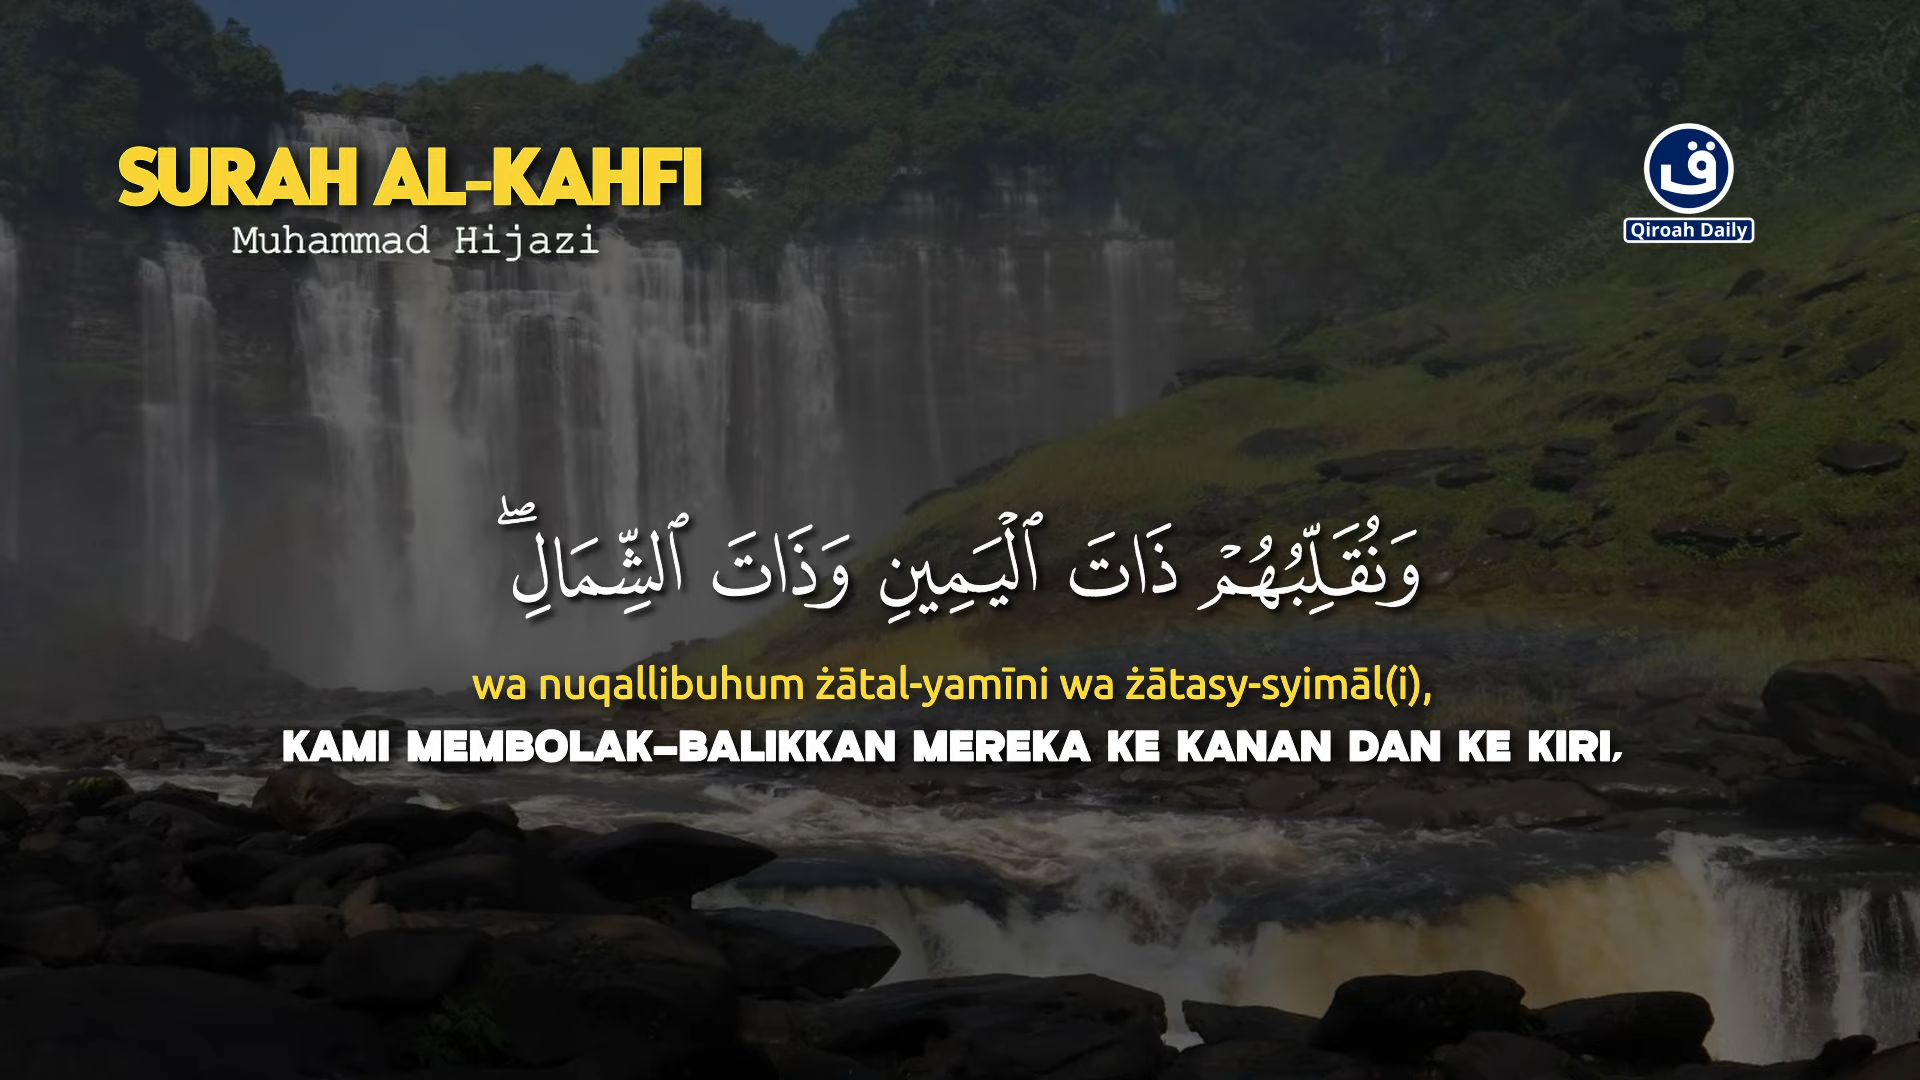 SURAH AL-KAHFI
Muhammad Hijazi
ق
Qiroah Daily
وَنُقَلِّبُهُمْ ذَاتَ ٱلْيَمِينِ وَذَاتَ ٱلشِّمَالِۖ
wa nuqallibuhum żātal-yamīni wa żātasy-syimāl(i),
KAMI MEMBOLAK-BALIKKAN MEREKA KE KANAN DAN KE KIRI,